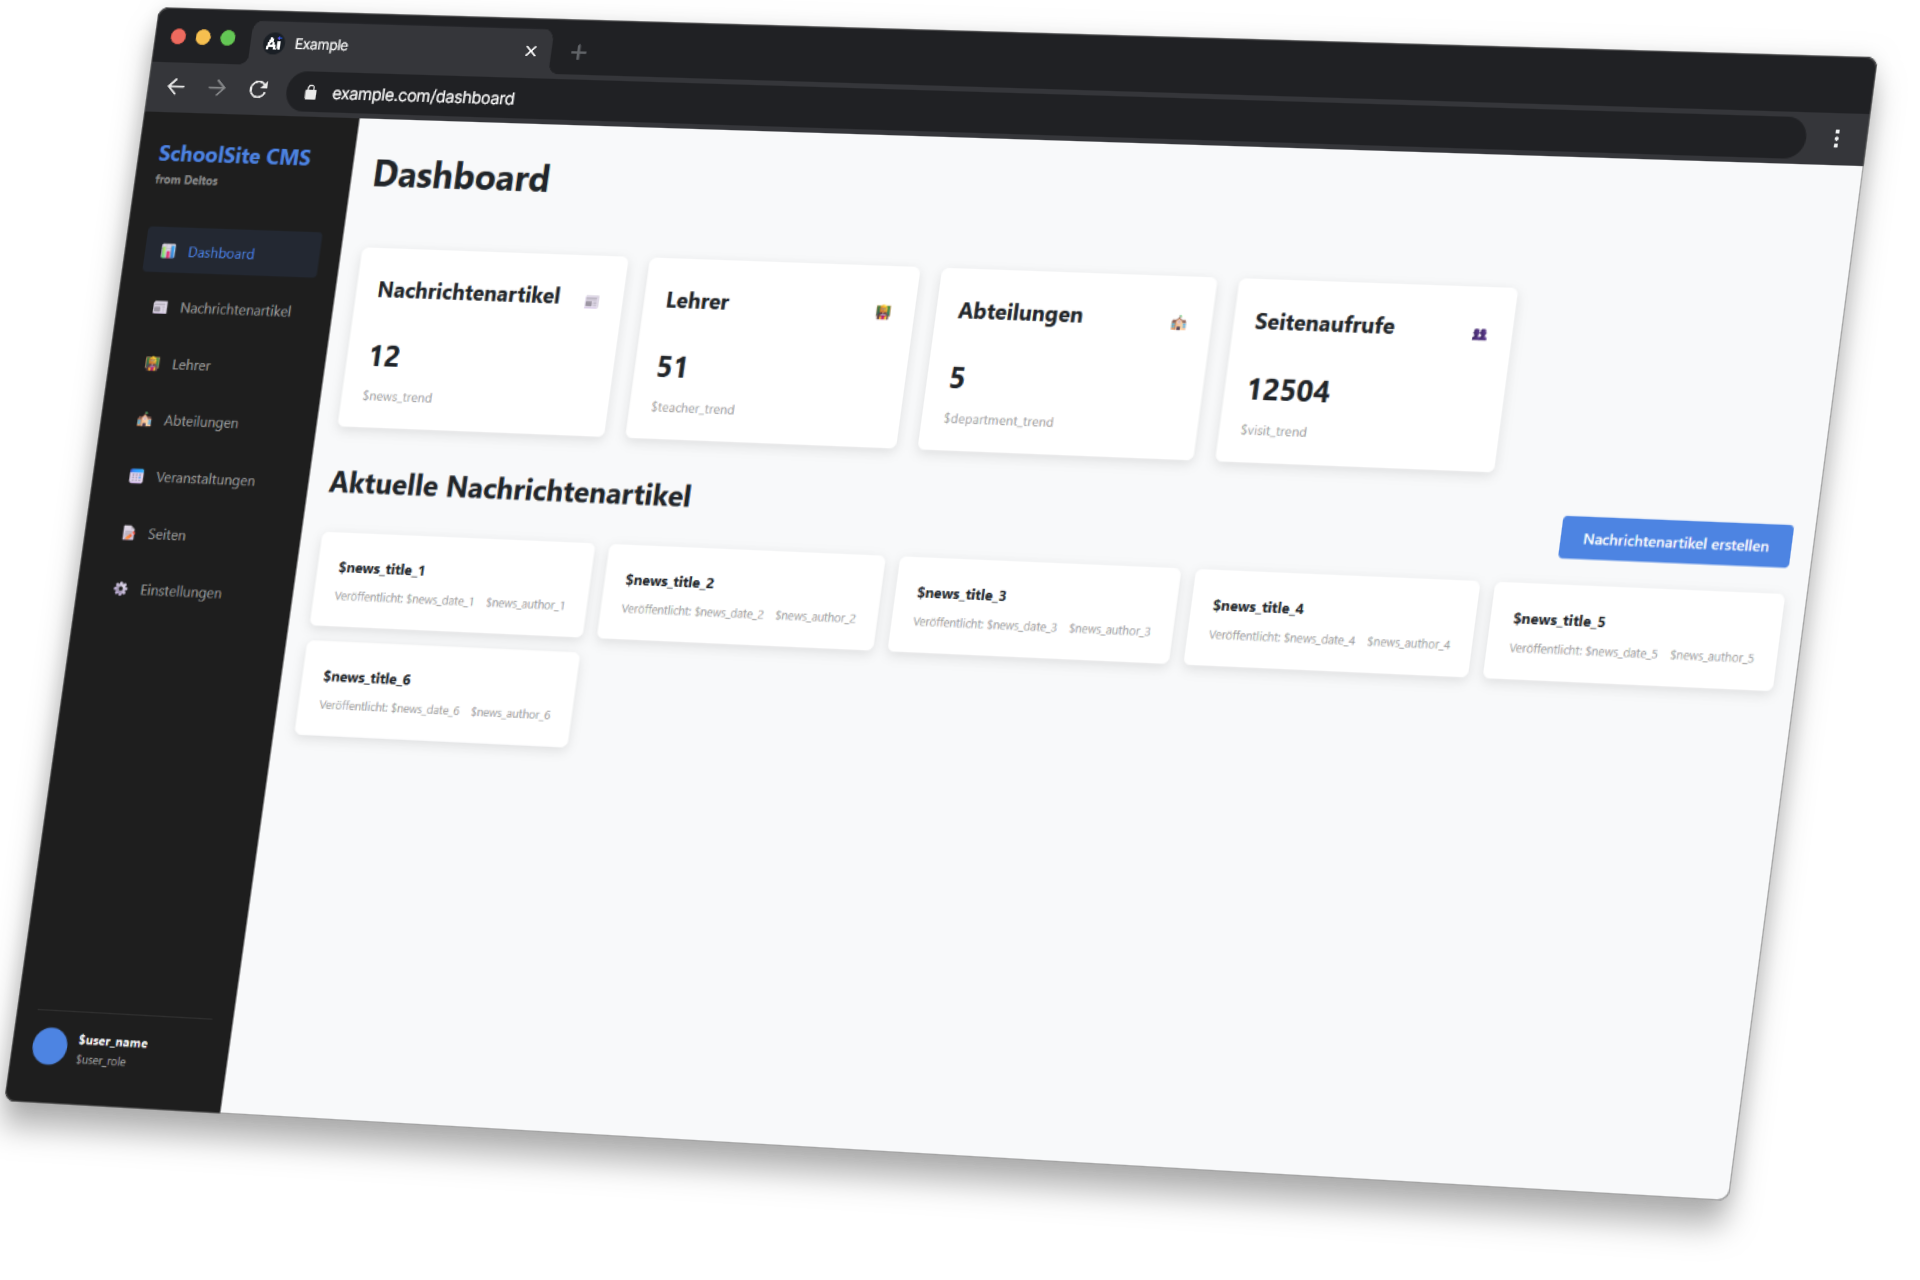 Ai Example
example.com/dashboard
SchoolSite CMS
from Deltos
Dashboard
Nachrichtenartikel
Lehrer
Abteilungen
Veranstaltungen
Seiten
Einstellungen
$user_name
$user_role
Dashboard
Nachrichtenartikel
12
$news_trend
Lehrer
51
$teacher_trend
Abteilungen
5
$department_trend
Seitenaufrufe
12504
$visit_trend
Aktuelle Nachrichtenartikel
Nachrichtenartikel erstellen
$news_title_1
Veröffentlicht: $news_date_1 $news_author_1
$news_title_2
Veröffentlicht: $news_date_2 $news_author_2
$news_title_3
Veröffentlicht: $news_date_3 $news_author_3
$news_title_4
Veröffentlicht: $news_date_4 $news_author_4
$news_title_5
Veröffentlicht: $news_date_5 $news_author_5
$news_title_6
Veröffentlicht: $news_date_6 $news_author_6